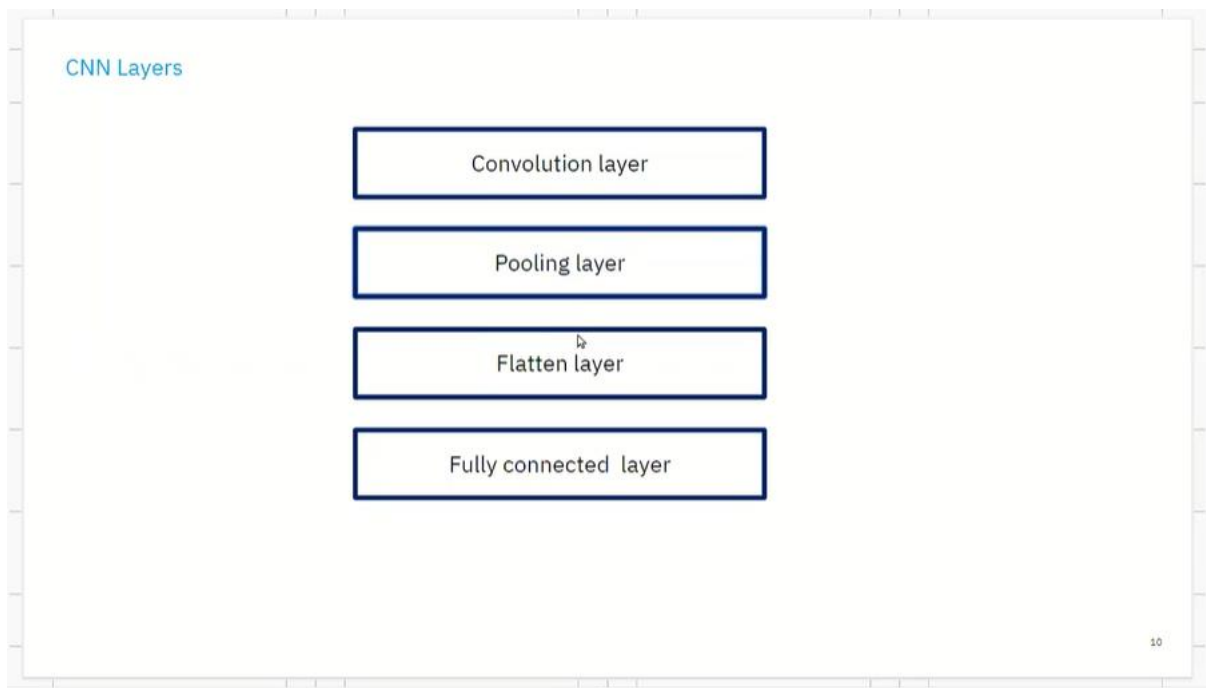 CNN Layers
Convolution layer
Pooling layer
Flatten layer
Fully connected layer
10